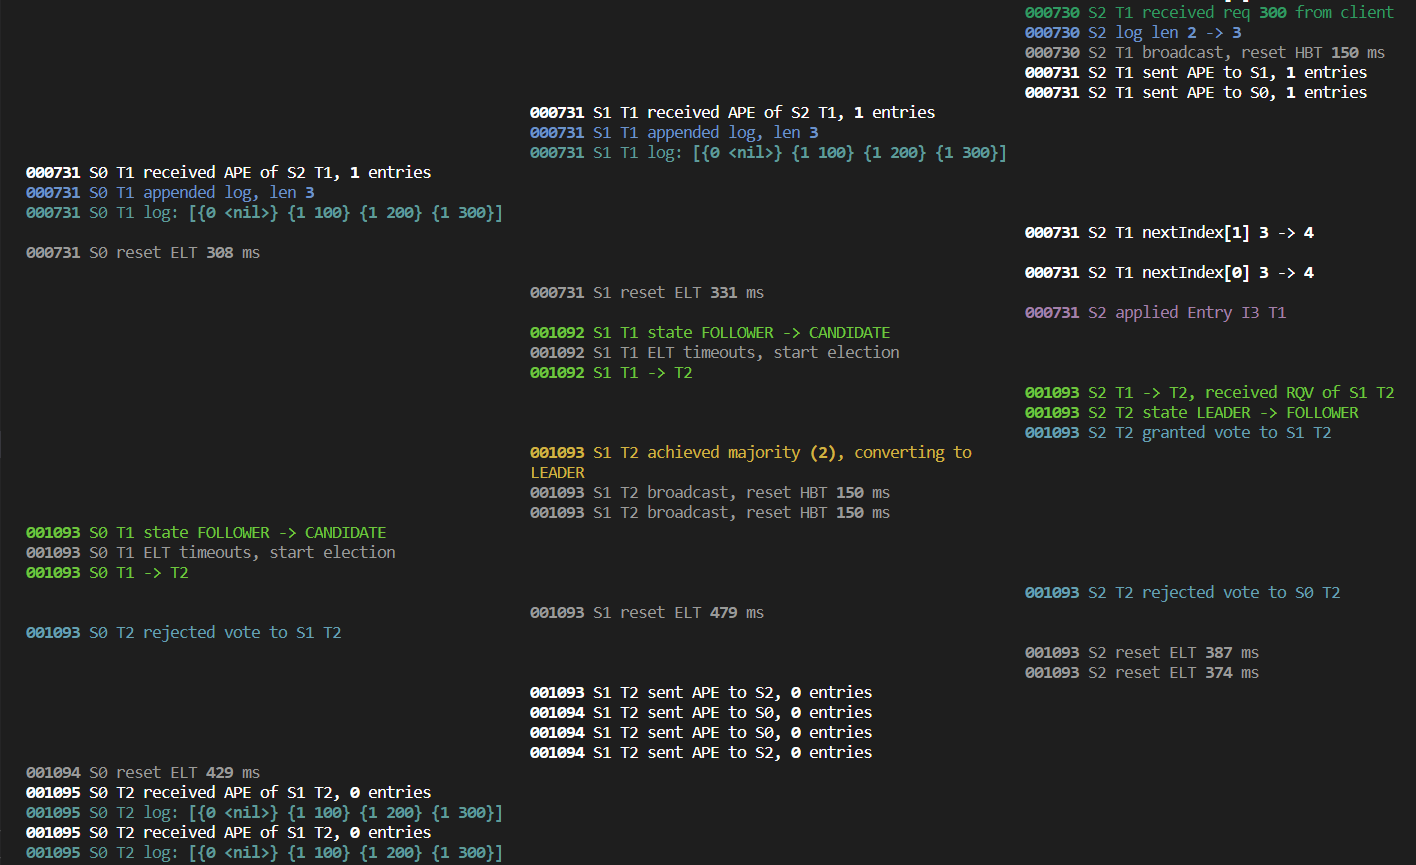 000730 S2 T1 received req 300 from client
000730 S2 log len 2 -> 3
000730 S2 T1 broadcast, reset HBT 150 ms
000731 S2 T1 sent APE to S1, 1 entries
000731 S2 T1 sent APE to S0, 1 entries
000731 S1 T1 received APE of S2 T1, 1 entries
000731 S1 T1 appended log, len 3
000731 S1 T1 log: [{0 <nil>} {1 100} {1 200} {1 300}]
000731 S0 T1 received APE of S2 T1, 1 entries
000731 S0 T1 appended log, len 3
000731 S0 T1 log: [{0 <nil>} {1 100} {1 200} {1 300}]
000731 S2 T1 nextIndex[1] 3 -> 4
000731 S0 reset ELT 308 ms
000731 S2 T1 nextIndex[0] 3 -> 4
000731 S1 reset ELT 331 ms
000731 S2 applied Entry I3 T1
001092 S1 T1 state FOLLOWER -> CANDIDATE
001092 S1 T1 ELT timeouts, start election
001092 S1 T1 -> T2
001093 S2 T1 -> T2, received RQV of S1 T2
001093 S2 T2 state LEADER -> FOLLOWER
001093 S2 T2 granted vote to S1 T2
001093 S1 T2 achieved majority (2), converting to
LEADER
001093 S1 T2 broadcast, reset HBT 150 ms
001093 S1 T2 broadcast, reset HBT 150 ms
001093 S0 T1 state FOLLOWER -> CANDIDATE
001093 S0 T1 ELT timeouts, start election
001093 S0 T1 -> T2
001093 S2 T2 rejected vote to S0 T2
001093 S1 reset ELT 479 ms
001093 S0 T2 rejected vote to S1 T2
001093 S2 reset ELT 387 ms
001093 S2 reset ELT 374 ms
001093 S1 T2 sent APE to S2, 0 entries
001094 S1 T2 sent APE to S0, 0 entries
001094 S1 T2 sent APE to S0, 0 entries
001094 S1 T2 sent APE to S2, 0 entries
001094 S0 reset ELT 429 ms
001095 S0 T2 received APE of S1 T2, 0 entries
001095 S0 T2 log: [{0 <nil>} {1 100} {1 200} {1 300}]
001095 S0 T2 received APE of S1 T2, 0 entries
001095 S0 T2 log: [{0 <nil>} {1 100} {1 200} {1 300}]